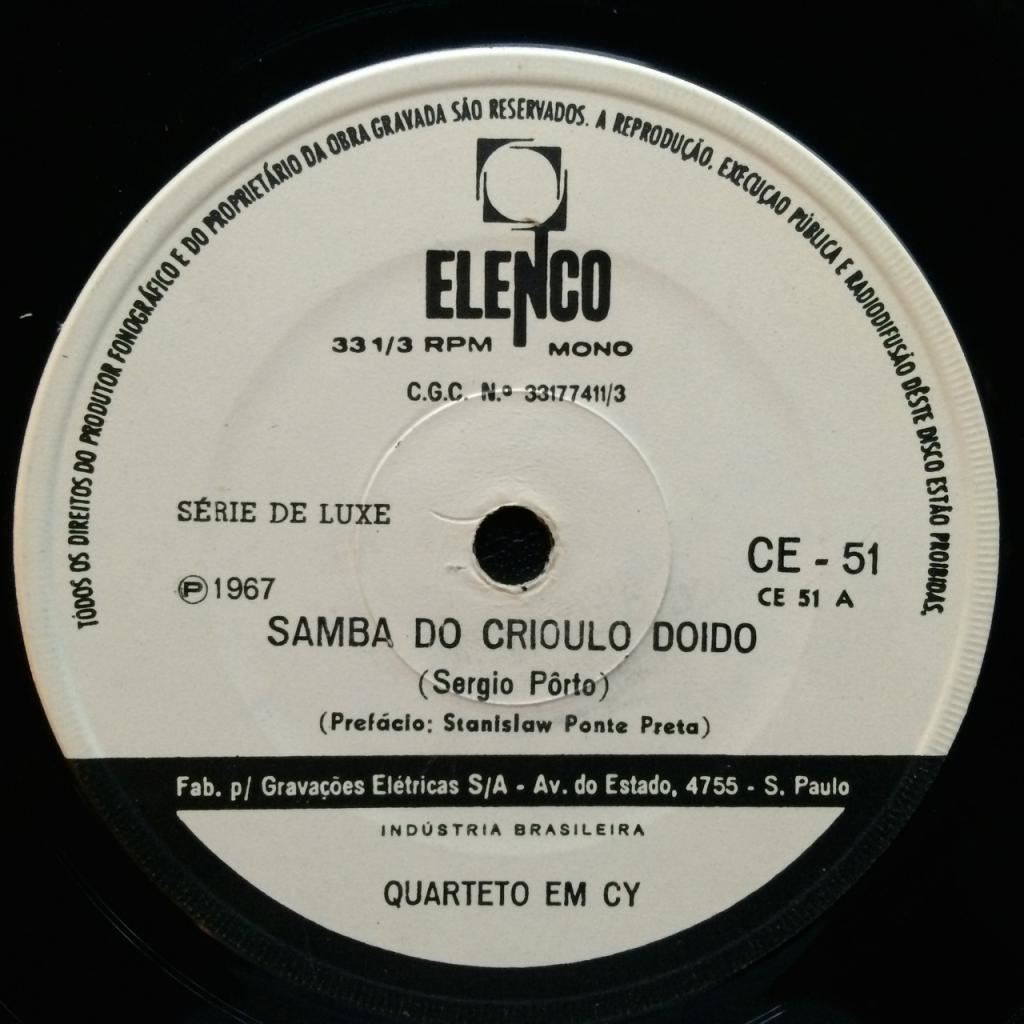 TODOS OS DIREITOS DO PRODUTOR FONOGRÁFICO E DO PROPRIETÁRIO DA OBRA GRAVADA SÃO RESERVADOS. A REPRODUÇÃO. EXECUÇAO PÚBLICA E RADIODIFUSÃO DÊSTE DISCO ESTÃO PROIBIDAS.
ELENCO
33 1/3 RPM MONO
C.G.C. N.º 33177411/3
SÉRIE DE LUXE
CE - 51
Ⓟ 1967
CE 51 A
SAMBA DO CRIOULO DOIDO
(Sergio Pôrto)
(Prefácio: Stanislaw Ponte Preta)
Fab. p/ Gravações Elétricas S/A - Av. do Estado, 4755 - S. Paulo
INDÚSTRIA BRASILEIRA
QUARTETO EM CY